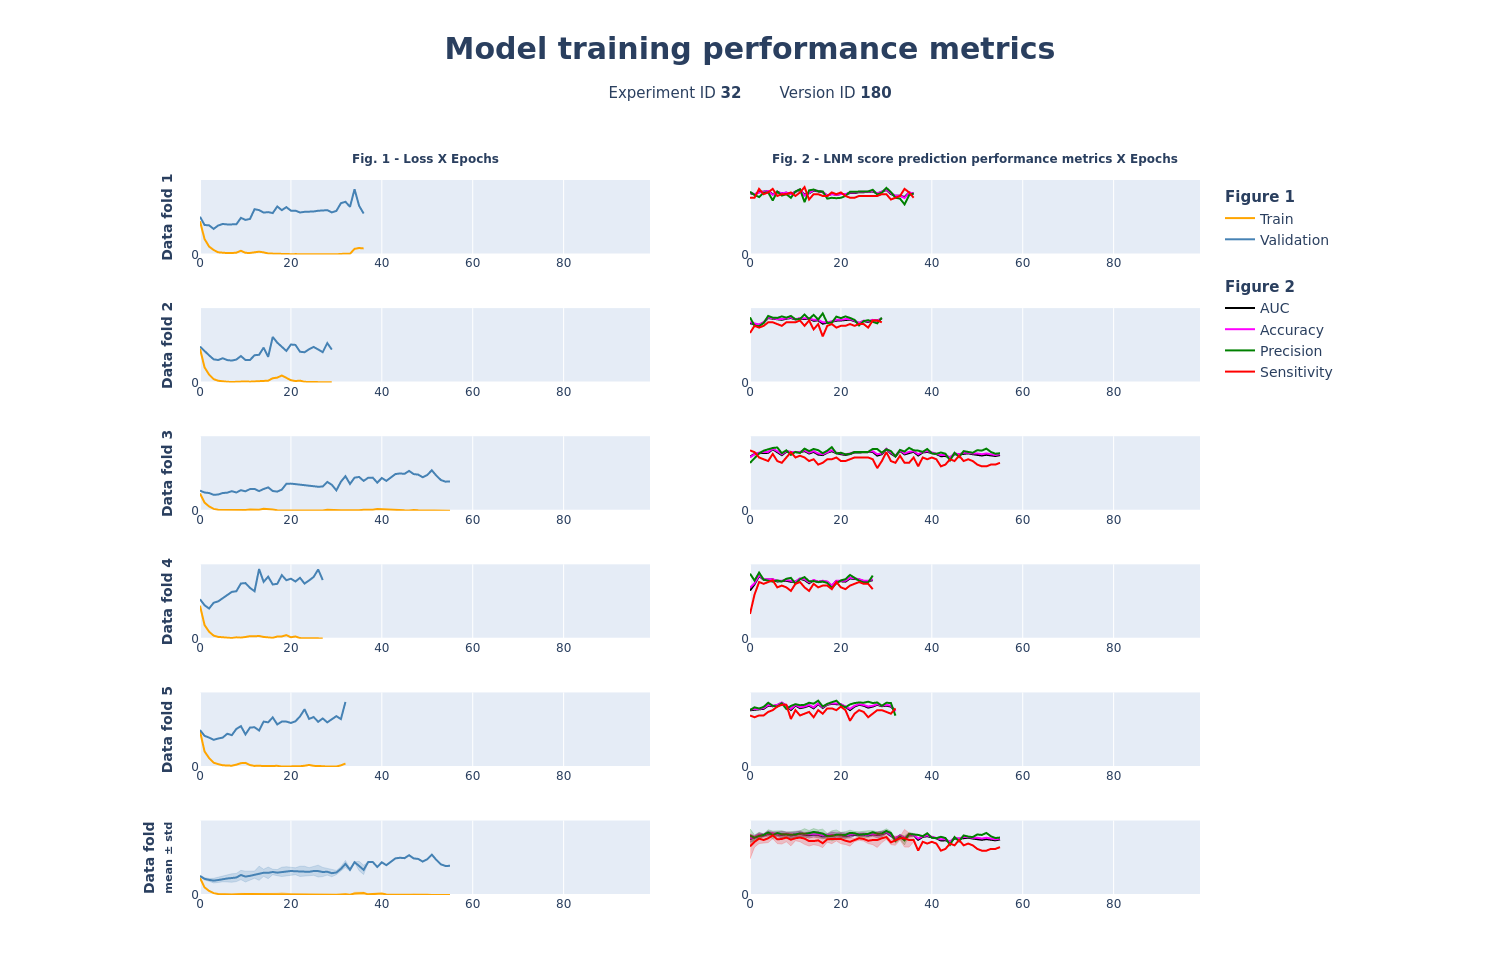 Model training performance metrics
Experiment ID 32 Version ID 180
Fig. 1 - Loss X Epochs
Fig. 2 - LNM score prediction performance metrics X Epochs
Data fold 1
0
0 20 40 60 80
0
0 20 40 60 80
Figure 1
Train
Validation
Figure 2
AUC
Accuracy
Precision
Sensitivity
Data fold 2
0
0 20 40 60 80
0
0 20 40 60 80
Data fold 3
0
0 20 40 60 80
0
0 20 40 60 80
Data fold 4
0
0 20 40 60 80
0
0 20 40 60 80
Data fold 5
0
0 20 40 60 80
0
0 20 40 60 80
Data fold
mean ± std
0
0 20 40 60 80
0
0 20 40 60 80